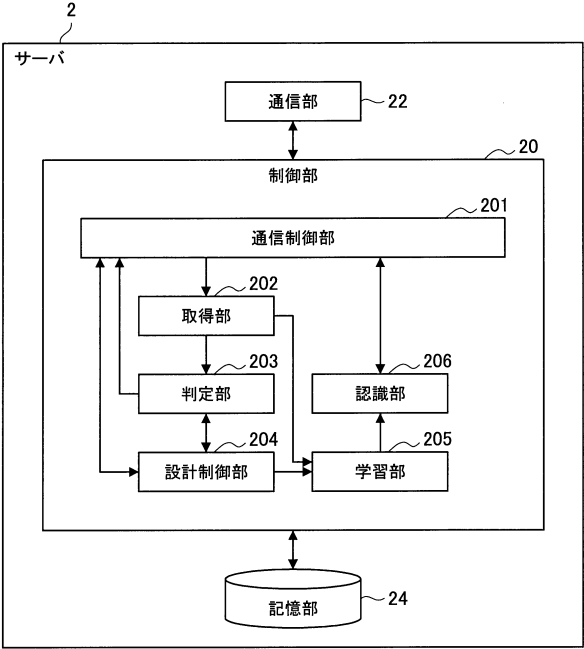 2
サーバ
通信部 22
20
制御部
201
通信制御部
202
取得部
203 206
判定部 認識部
204 205
設計制御部 学習部
記憶部 24